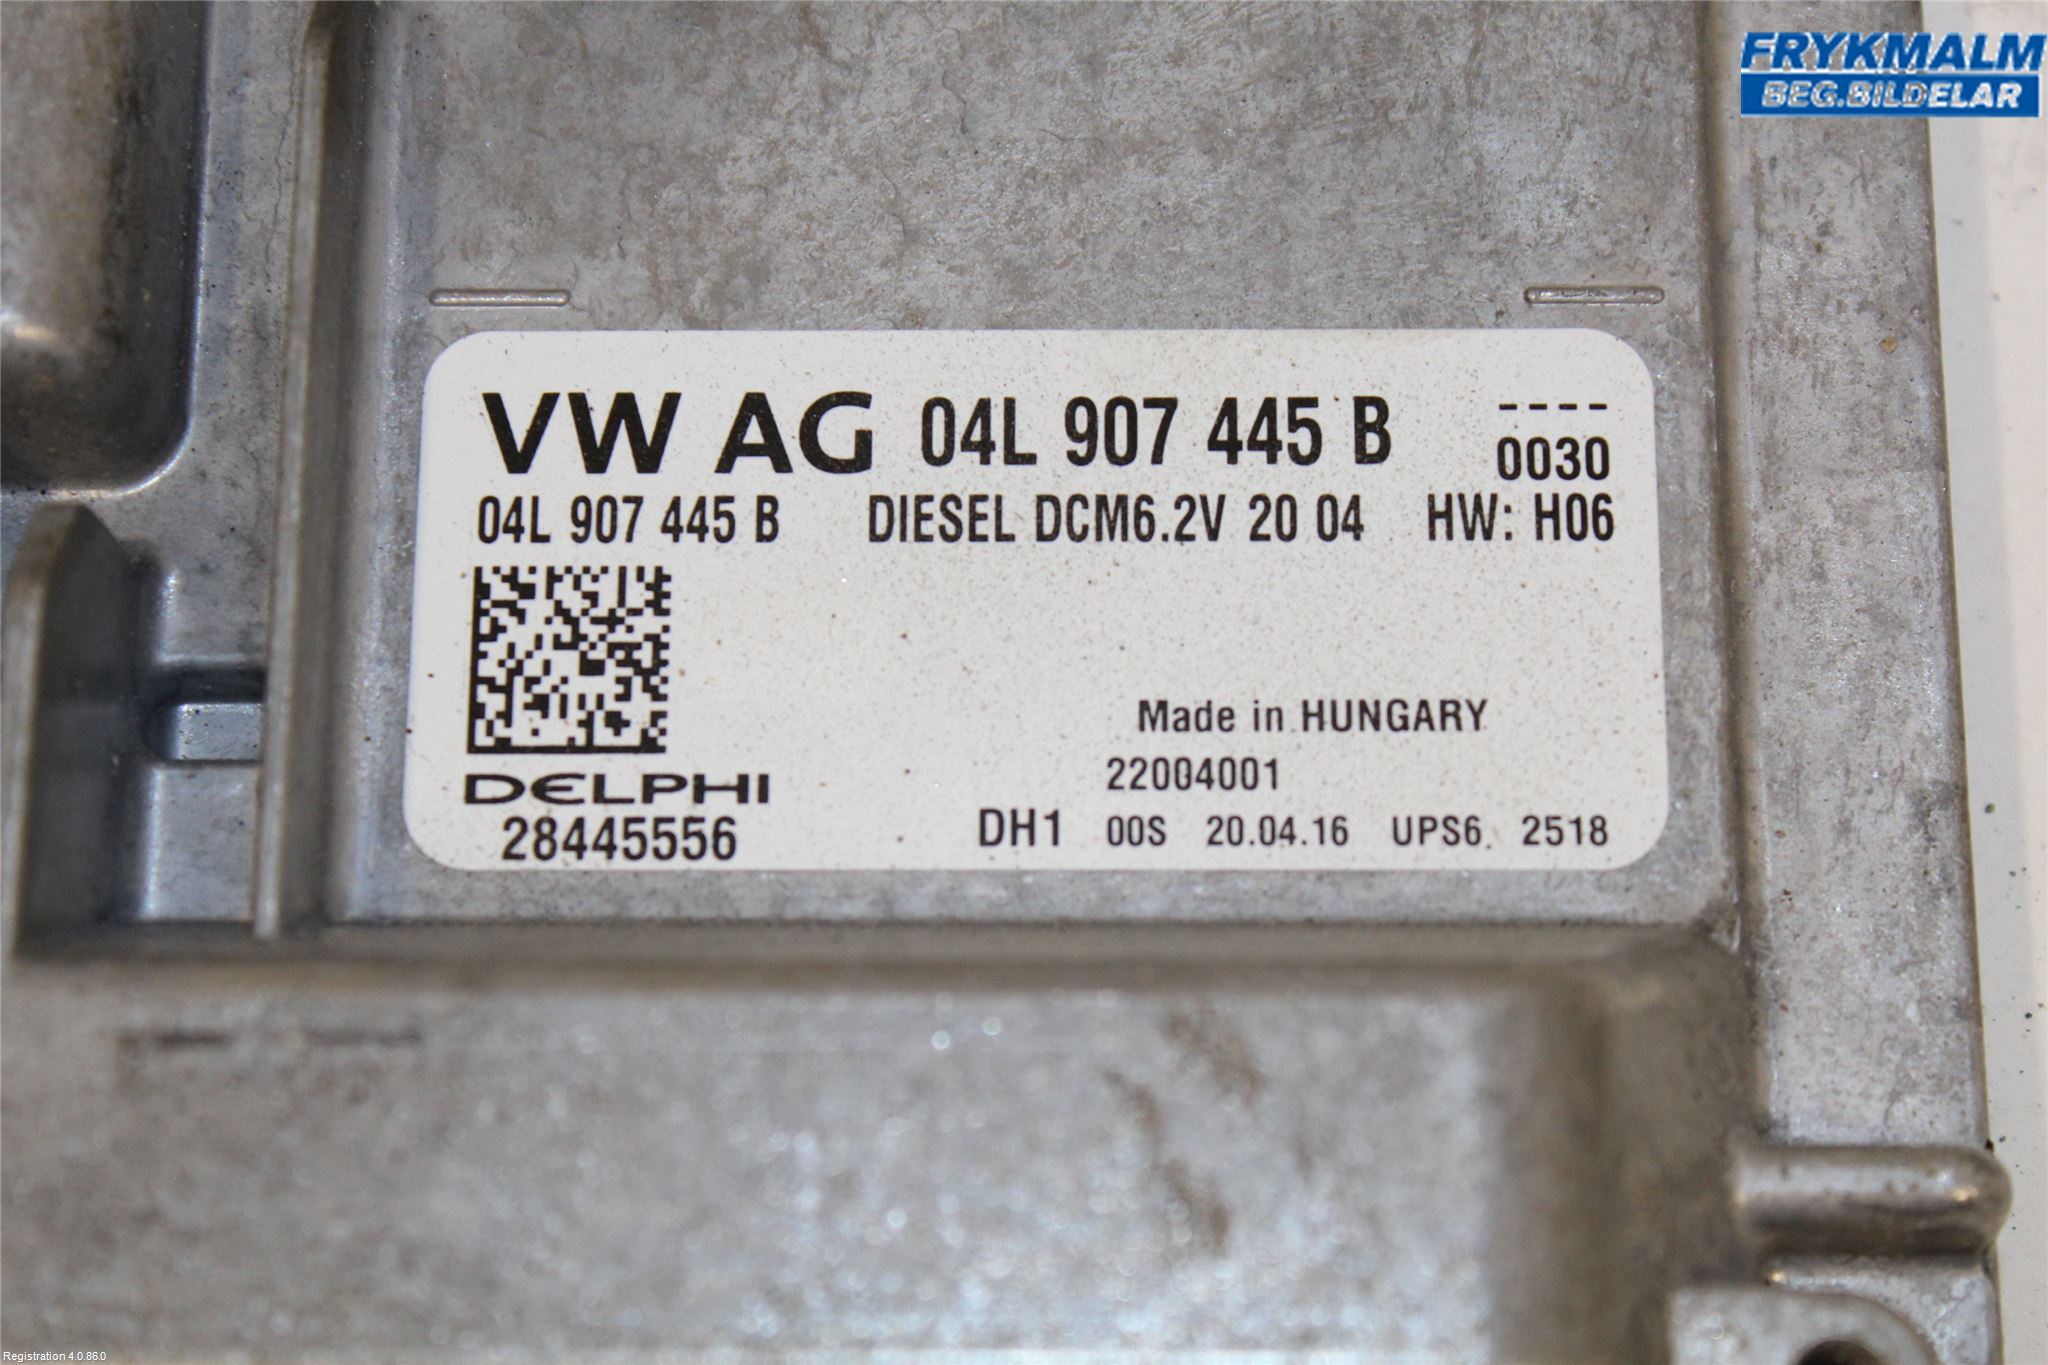 FRYKMALM
BEG.BILDELAR
VW AG 04L 907 445 B ----
0030
04L 907 445 B DIESEL DCM6.2V 20 04 HW: H06
Made in HUNGARY
DELPHI 22004001
28445556 DH1 00S 20.04.16 UPS6 2518
Registration 4.0.86.0